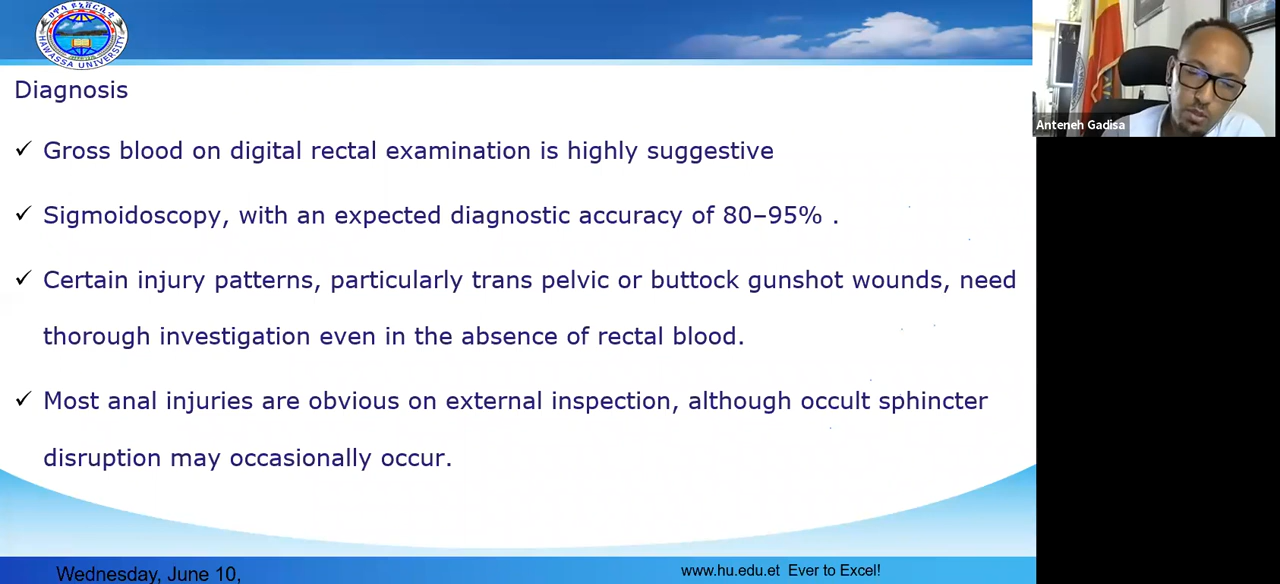 HAWASSA UNIVERSITY
Diagnosis
✓ Gross blood on digital rectal examination is highly suggestive
✓ Sigmoidoscopy, with an expected diagnostic accuracy of 80–95% .
✓ Certain injury patterns, particularly trans pelvic or buttock gunshot wounds, need
thorough investigation even in the absence of rectal blood.
✓ Most anal injuries are obvious on external inspection, although occult sphincter
disruption may occasionally occur.
Wednesday, June 10,
www.hu.edu.et Ever to Excel!
Anteneh Gadisa